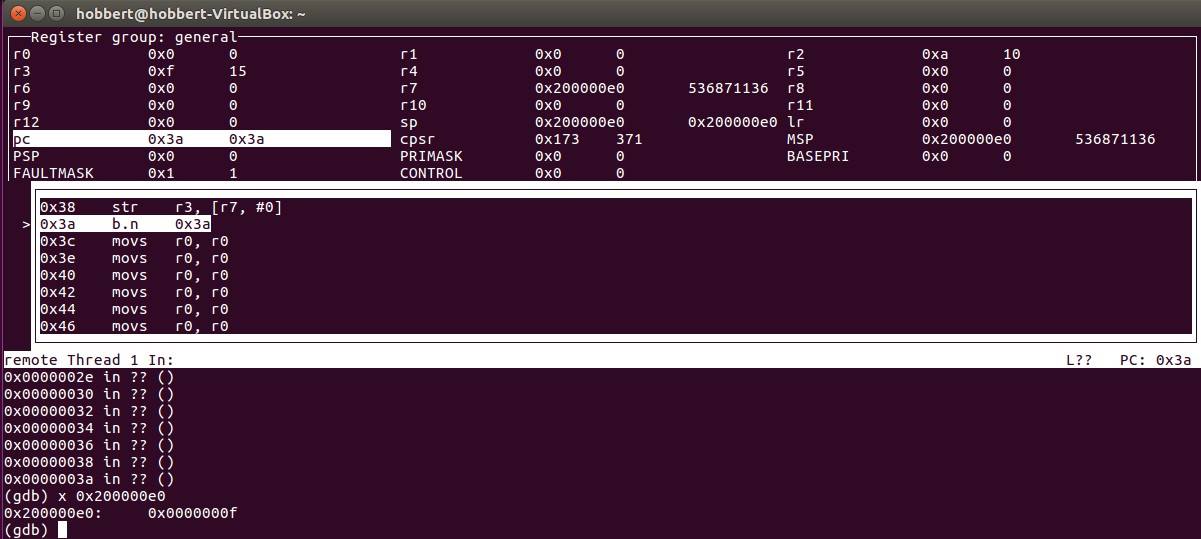 hobbert@hobbert-VirtualBox: ~
Register group: general
r0 0x0 0 r1 0x0 0 r2 0xa 10
r3 0xf 15 r4 0x0 0 r5 0x0 0
r6 0x0 0 r7 0x200000e0 536871136 r8 0x0 0
r9 0x0 0 r10 0x0 0 r11 0x0 0
r12 0x0 0 sp 0x200000e0 0x200000e0 lr 0x0 0
pc 0x3a 0x3a cpsr 0x173 371 MSP 0x200000e0 536871136
PSP 0x0 0 PRIMASK 0x0 0 BASEPRI 0x0 0
FAULTMASK 0x1 1 CONTROL 0x0 0
0x38 str r3, [r7, #0]
> 0x3a b.n 0x3a
0x3c movs r0, r0
0x3e movs r0, r0
0x40 movs r0, r0
0x42 movs r0, r0
0x44 movs r0, r0
0x46 movs r0, r0
remote Thread 1 In: L?? PC: 0x3a
0x0000002e in ?? ()
0x00000030 in ?? ()
0x00000032 in ?? ()
0x00000034 in ?? ()
0x00000036 in ?? ()
0x00000038 in ?? ()
0x0000003a in ?? ()
(gdb) x 0x200000e0
0x200000e0: 0x0000000f
(gdb)